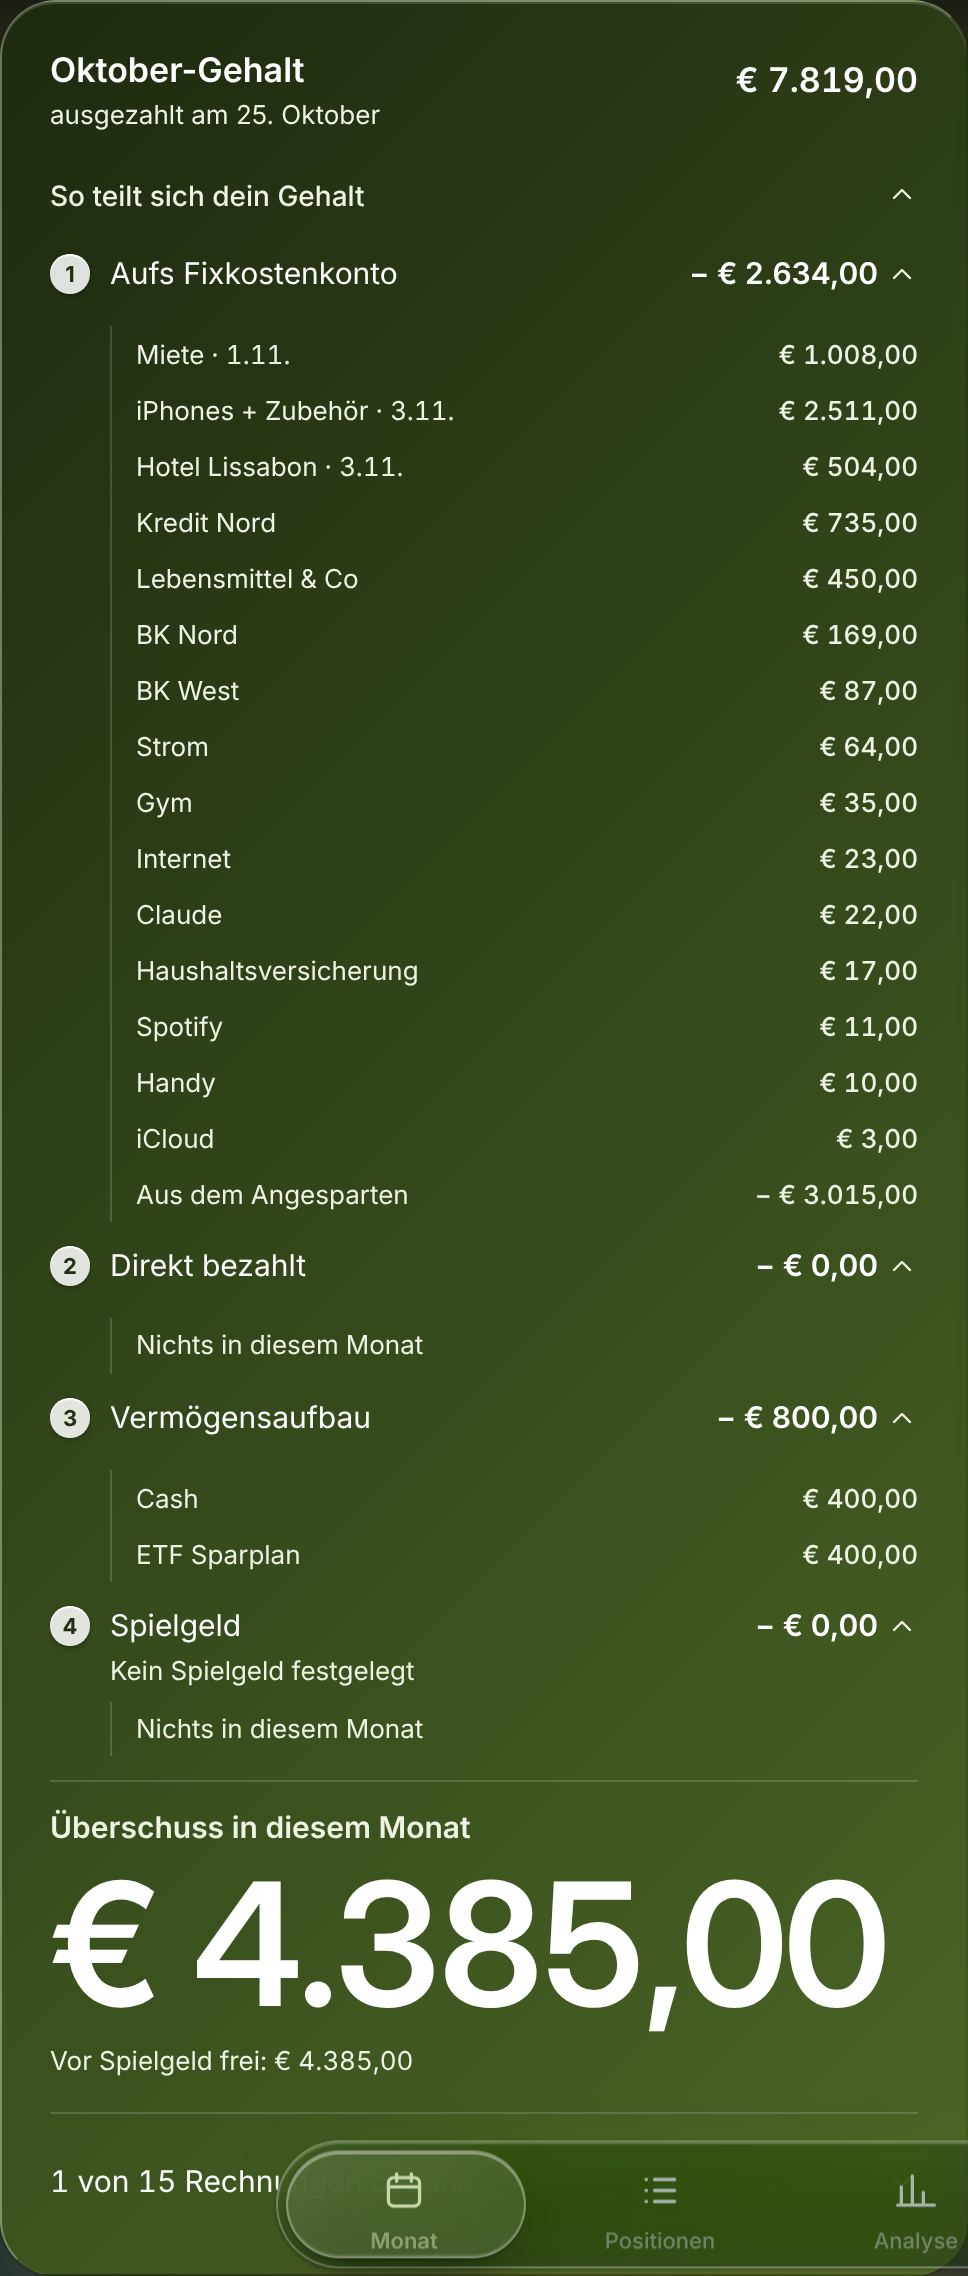 Oktober-Gehalt € 7.819,00
ausgezahlt am 25. Oktober
So teilt sich dein Gehalt
1 Aufs Fixkostenkonto – € 2.634,00
Miete · 1.11. € 1.008,00
iPhones + Zubehör · 3.11. € 2.511,00
Hotel Lissabon · 3.11. € 504,00
Kredit Nord € 735,00
Lebensmittel & Co € 450,00
BK Nord € 169,00
BK West € 87,00
Strom € 64,00
Gym € 35,00
Internet € 23,00
Claude € 22,00
Haushaltsversicherung € 17,00
Spotify € 11,00
Handy € 10,00
iCloud € 3,00
Aus dem Angesparten – € 3.015,00
2 Direkt bezahlt – € 0,00
Nichts in diesem Monat
3 Vermögensaufbau – € 800,00
Cash € 400,00
ETF Sparplan € 400,00
4 Spielgeld – € 0,00
Kein Spielgeld festgelegt
Nichts in diesem Monat
Überschuss in diesem Monat
€ 4.385,00
Vor Spielgeld frei: € 4.385,00
1 von 15 Rechnungen
Monat Positionen Analyse